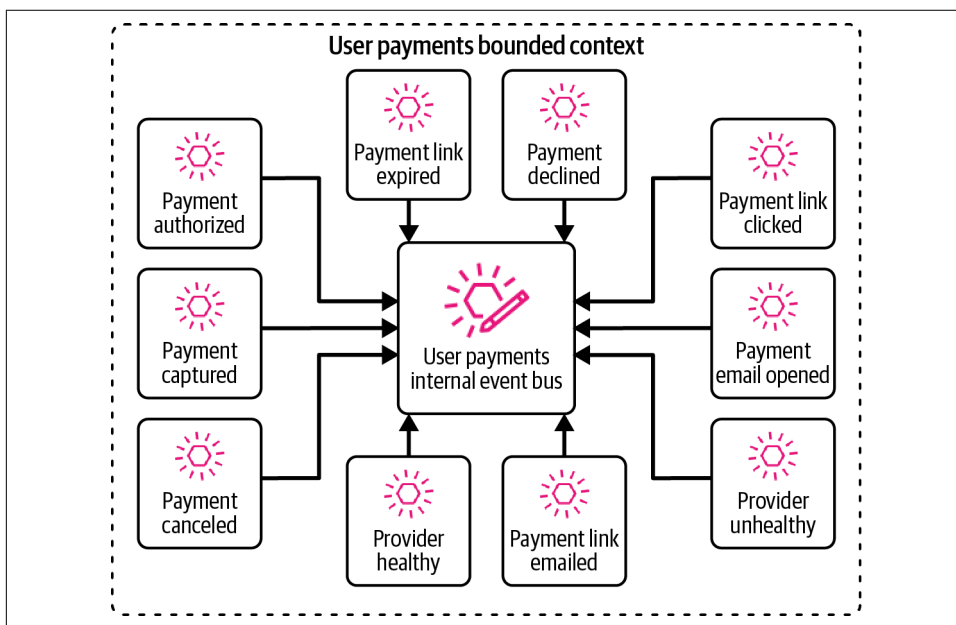 User payments bounded context
Payment link
expired
Payment
declined
Payment
authorized
Payment link
clicked
Payment
captured
User payments
internal event bus
Payment
email opened
Payment
canceled
Provider
healthy
Payment link
emailed
Provider
unhealthy